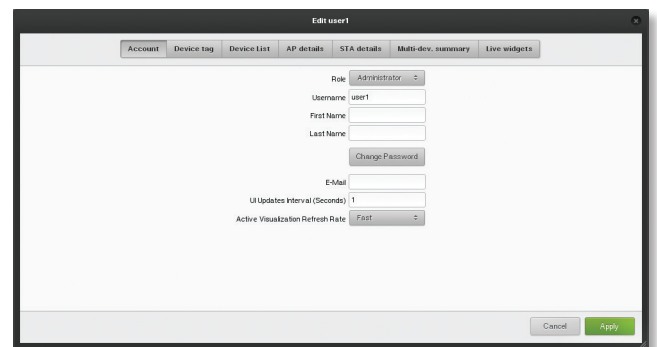 Edit user1
Account Device tag Device List AP details STA details Multi-dev. summary Live widgets
Role Administrator
Username user1
First Name
Last Name
Change Password
E-Mail
UI Updates Interval (Seconds) 1
Active Visualization Refresh Rate Fast
Cancel Apply